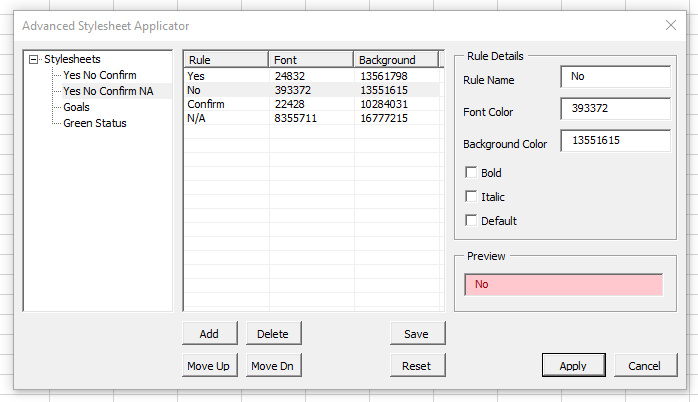 Advanced Stylesheet Applicator
Stylesheets
Yes No Confirm
Yes No Confirm NA
Goals
Green Status
Rule Font Background
Yes 24832 13561798
No 393372 13551615
Confirm 22428 10284031
N/A 8355711 16777215
Rule Details
Rule Name No
Font Color 393372
Background Color 13551615
Bold
Italic
Default
Preview
No
Add Delete Save
Move Up Move Dn Reset Apply Cancel